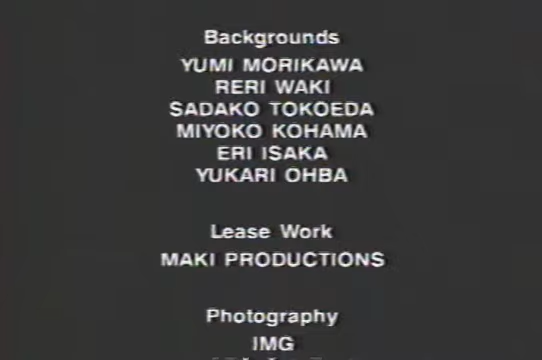 Backgrounds
YUMI MORIKAWA
RERI WAKI
SADAKO TOKOEDA
MIYOKO KOHAMA
ERI ISAKA
YUKARI OHBA
Lease Work
MAKI PRODUCTIONS
Photography
IMG